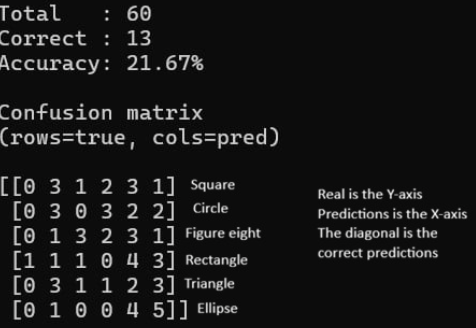 Total   : 60
Correct : 13
Accuracy: 21.67%
Confusion matrix
(rows=true, cols=pred)
[[0 3 1 2 3 1] Square
[0 3 0 3 2 2] Circle
[0 1 3 2 3 1] Figure eight
[1 1 1 0 4 3] Rectangle
[0 3 1 1 2 3] Triangle
[0 1 0 0 4 5]] Ellipse
Real is the Y-axis
Predictions is the X-axis
The diagonal is the
correct predictions